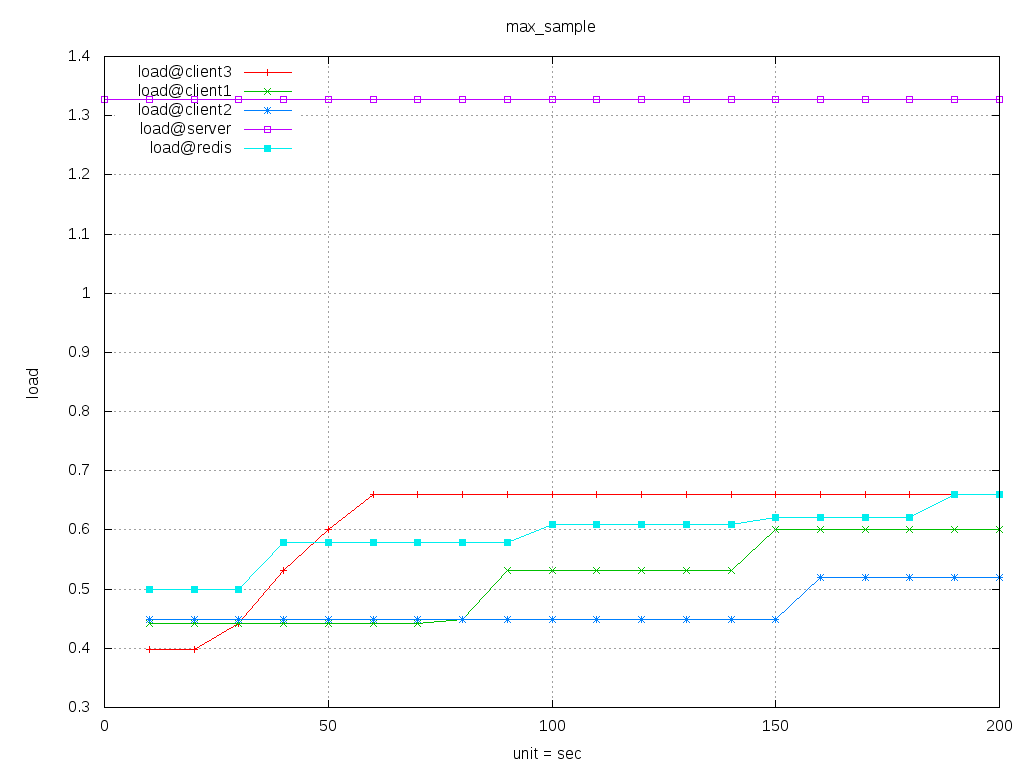 max_sample
1.4
1.3
1.2
1.1
1
0.9
0.8
0.7
0.6
0.5
0.4
0.3
load
load@client3
load@client1
load@client2
load@server
load@redis
0 50 100 150 200
unit = sec